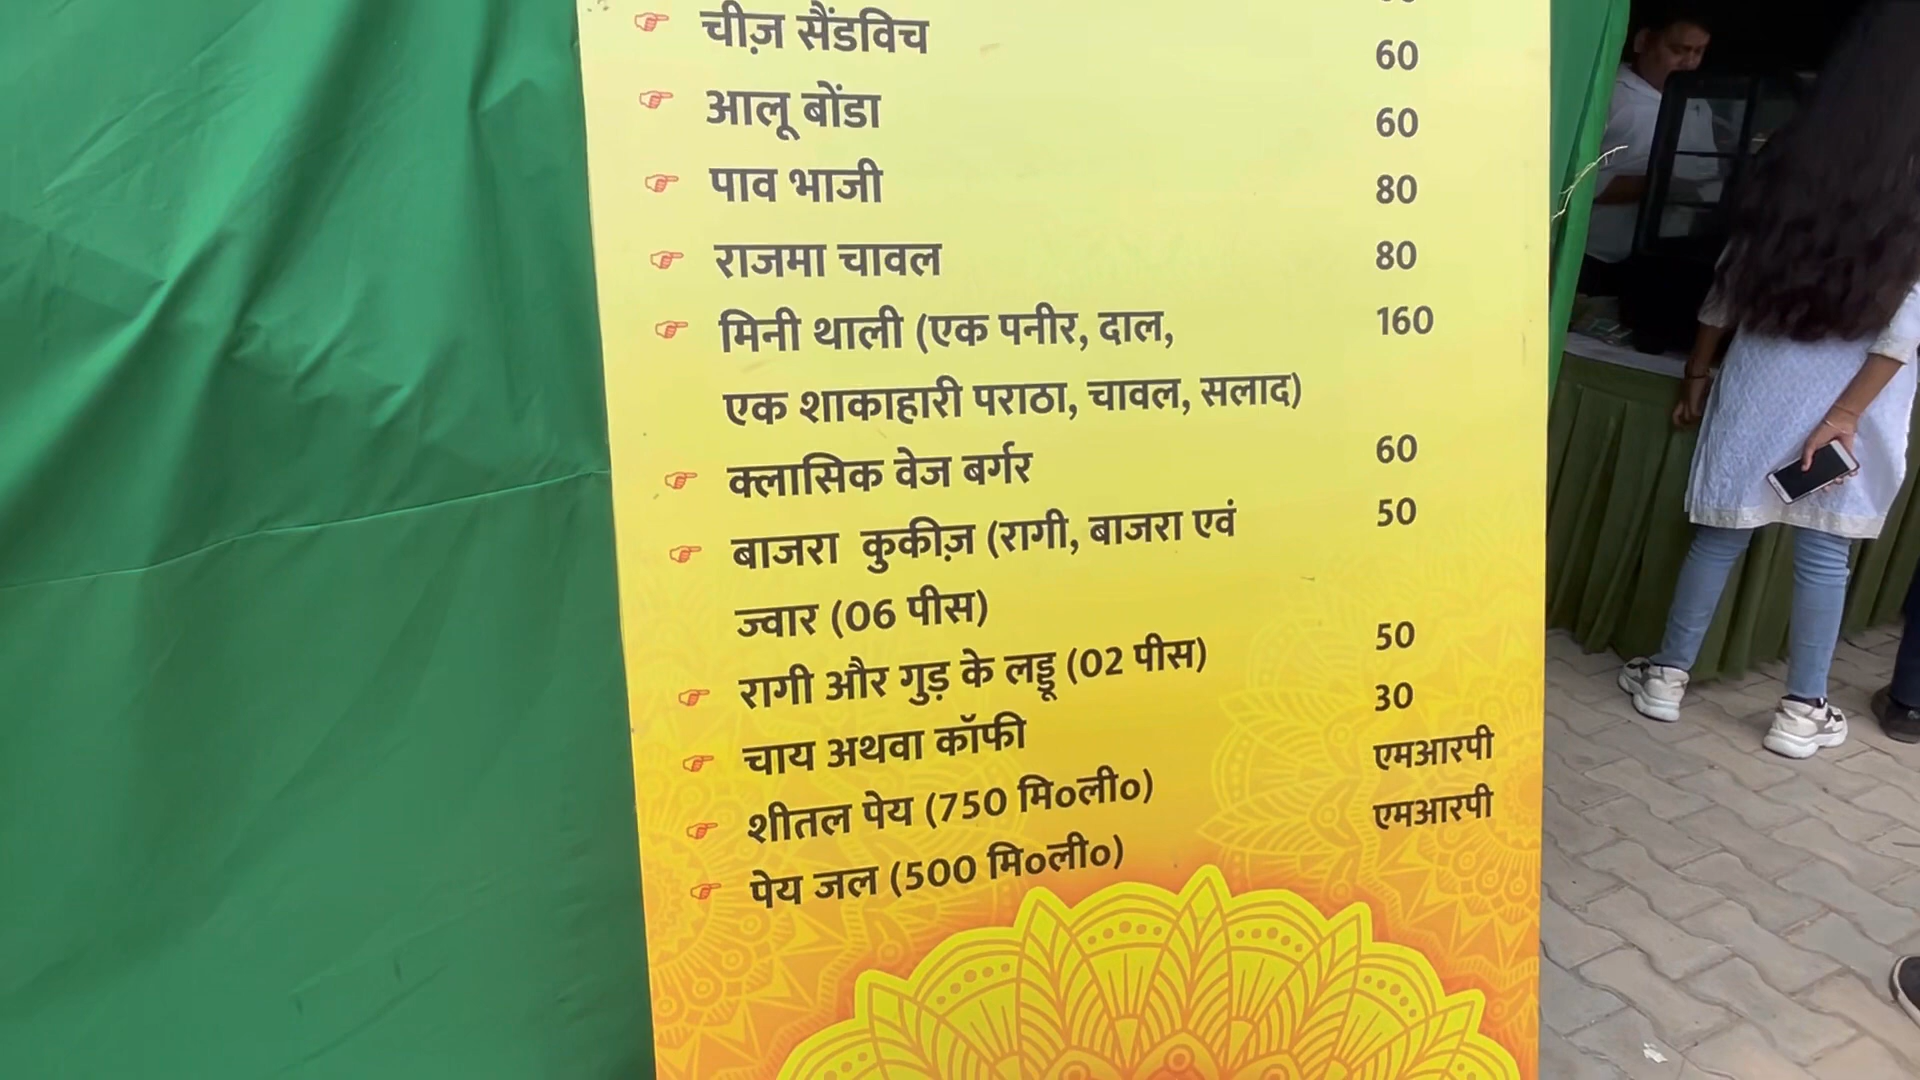 चीज़ सैंडविच 60
आलू बोंडा 60
पाव भाजी 80
राजमा चावल 80
मिनी थाली (एक पनीर, दाल, 160
एक शाकाहारी पराठा, चावल, सलाद)
क्लासिक वेज बर्गर 60
बाजरा कुकीज़ (रागी, बाजरा एवं 50
ज्वार (06 पीस)
रागी और गुड़ के लड्डू (02 पीस) 50
चाय अथवा कॉफी 30
शीतल पेय (750 मि०ली०) एमआरपी
पेय जल (500 मि०ली०) एमआरपी